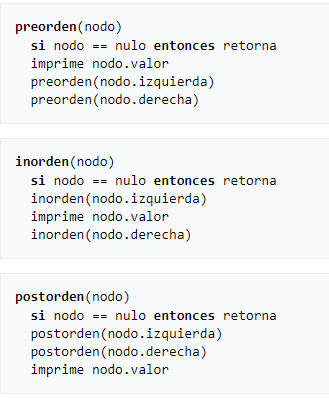 preorden(nodo)
si nodo == nulo entonces retorna
imprime nodo.valor
preorden(nodo.izquierda)
preorden(nodo.derecha)
inorden(nodo)
si nodo == nulo entonces retorna
inorden(nodo.izquierda)
imprime nodo.valor
inorden(nodo.derecha)
postorden(nodo)
si nodo == nulo entonces retorna
postorden(nodo.izquierda)
postorden(nodo.derecha)
imprime nodo.valor